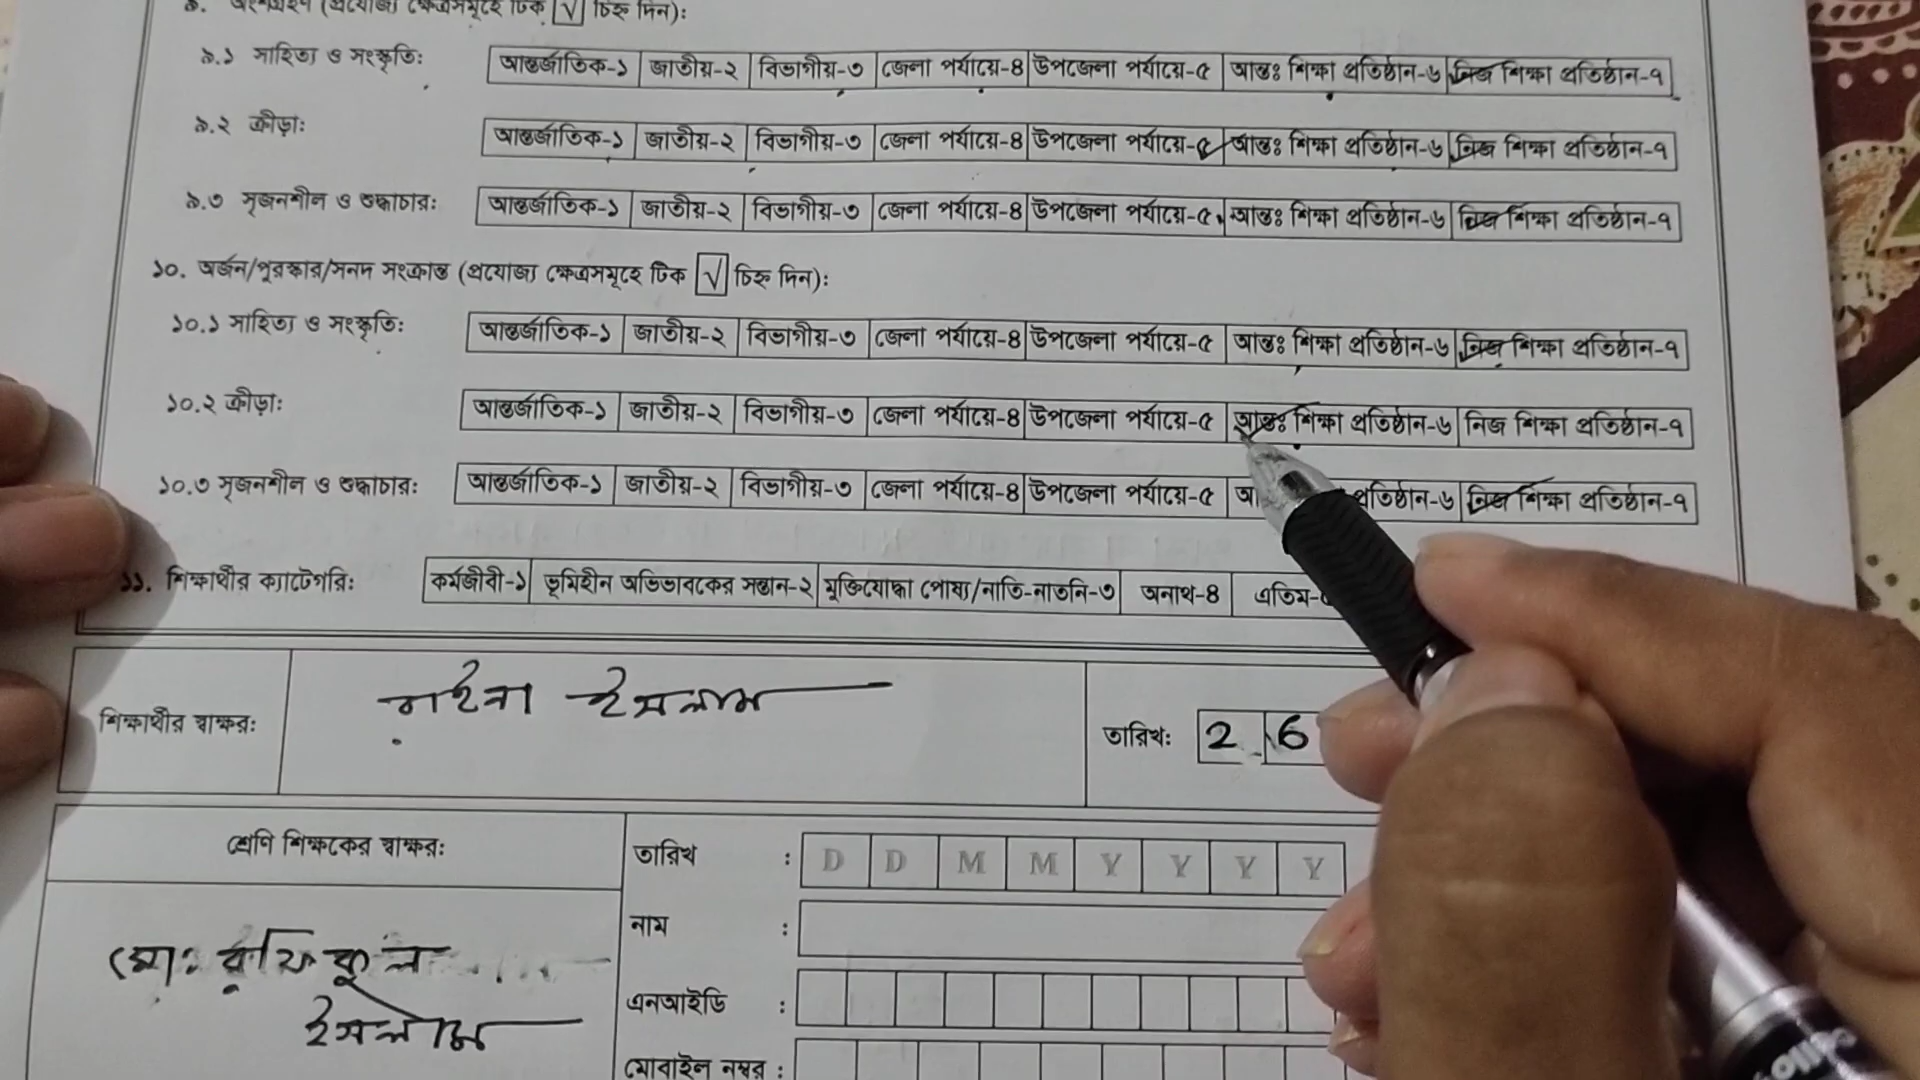 ৯. অংশগ্রহণ (প্রযোজ্য ক্ষেত্রসমূহে টিক √ চিহ্ন দিন):
৯.১ সাহিত্য ও সংস্কৃতি: আন্তর্জাতিক-১ জাতীয়-২ বিভাগীয়-৩ জেলা পর্যায়ে-৪ উপজেলা পর্যায়ে-৫ আন্তঃ শিক্ষা প্রতিষ্ঠান-৬ নিজ শিক্ষা প্রতিষ্ঠান-৭
৯.২ ক্রীড়া: আন্তর্জাতিক-১ জাতীয়-২ বিভাগীয়-৩ জেলা পর্যায়ে-৪ উপজেলা পর্যায়ে-৫ আন্তঃ শিক্ষা প্রতিষ্ঠান-৬ নিজ শিক্ষা প্রতিষ্ঠান-৭
৯.৩ সৃজনশীন ও শুদ্ধাচার: আন্তর্জাতিক-১ জাতীয়-২ বিভাগীয়-৩ জেলা পর্যায়ে-৪ উপজেলা পর্যায়ে-৫ আন্তঃ শিক্ষা প্রতিষ্ঠান-৬ নিজ শিক্ষা প্রতিষ্ঠান-৭
১০. অর্জন/পুরস্কার/সনদ সংক্রান্ত (প্রযোজ্য ক্ষেত্রসমূহে টিক √ চিহ্ন দিন):
১০.১ সাহিত্য ও সংস্কৃতি: আন্তর্জাতিক-১ জাতীয়-২ বিভাগীয়-৩ জেলা পর্যায়ে-৪ উপজেলা পর্যায়ে-৫ আন্তঃ শিক্ষা প্রতিষ্ঠান-৬ নিজ শিক্ষা প্রতিষ্ঠান-৭
১০.২ ক্রীড়া: আন্তর্জাতিক-১ জাতীয়-২ বিভাগীয়-৩ জেলা পর্যায়ে-৪ উপজেলা পর্যায়ে-৫ আন্তঃ শিক্ষা প্রতিষ্ঠান-৬ নিজ শিক্ষা প্রতিষ্ঠান-৭
১০.৩ সৃজনশীন ও শুদ্ধাচার: আন্তর্জাতিক-১ জাতীয়-২ বিভাগীয়-৩ জেলা পর্যায়ে-৪ উপজেলা পর্যায়ে-৫ প্রতিষ্ঠান-৬ নিজ শিক্ষা প্রতিষ্ঠান-৭
১১. শিক্ষার্থীর ক্যাটেগরি: কর্মজীবী-১ ভূমিহীন অভিভাবকের সন্তান-২ মুক্তিযোদ্ধা পোষ্য/নাতি-নাতনি-৩ অনাথ-৪ এতিম-৫
শিক্ষার্থীর স্বাক্ষর: রাইনা ইসলাম তারিখ: 2 6
শ্রেণি শিক্ষকের স্বাক্ষর:
মো: রফিকুল
ইসলাম
তারিখ : D D M M Y Y Y Y
নাম :
এনআইডি :
মোবাইল নম্বর :